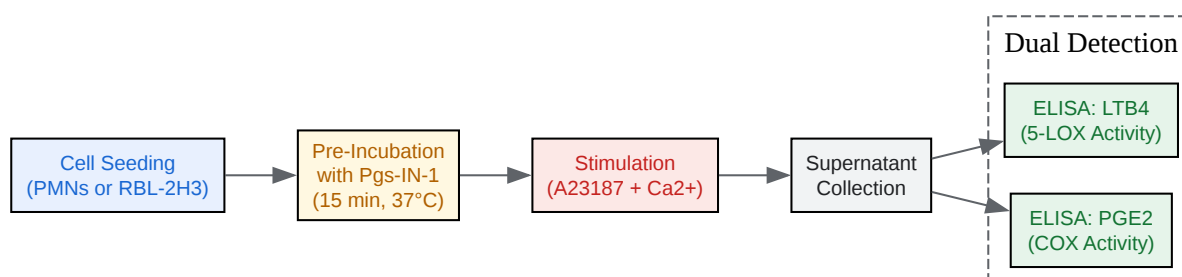 Cell Seeding
(PMNs or RBL-2H3)
Pre-Incubation
with Pgs-IN-1
(15 min, 37°C)
Stimulation
(A23187 + Ca2+)
Supernatant
Collection
Dual Detection
ELISA: LTB4
(5-LOX Activity)
ELISA: PGE2
(COX Activity)